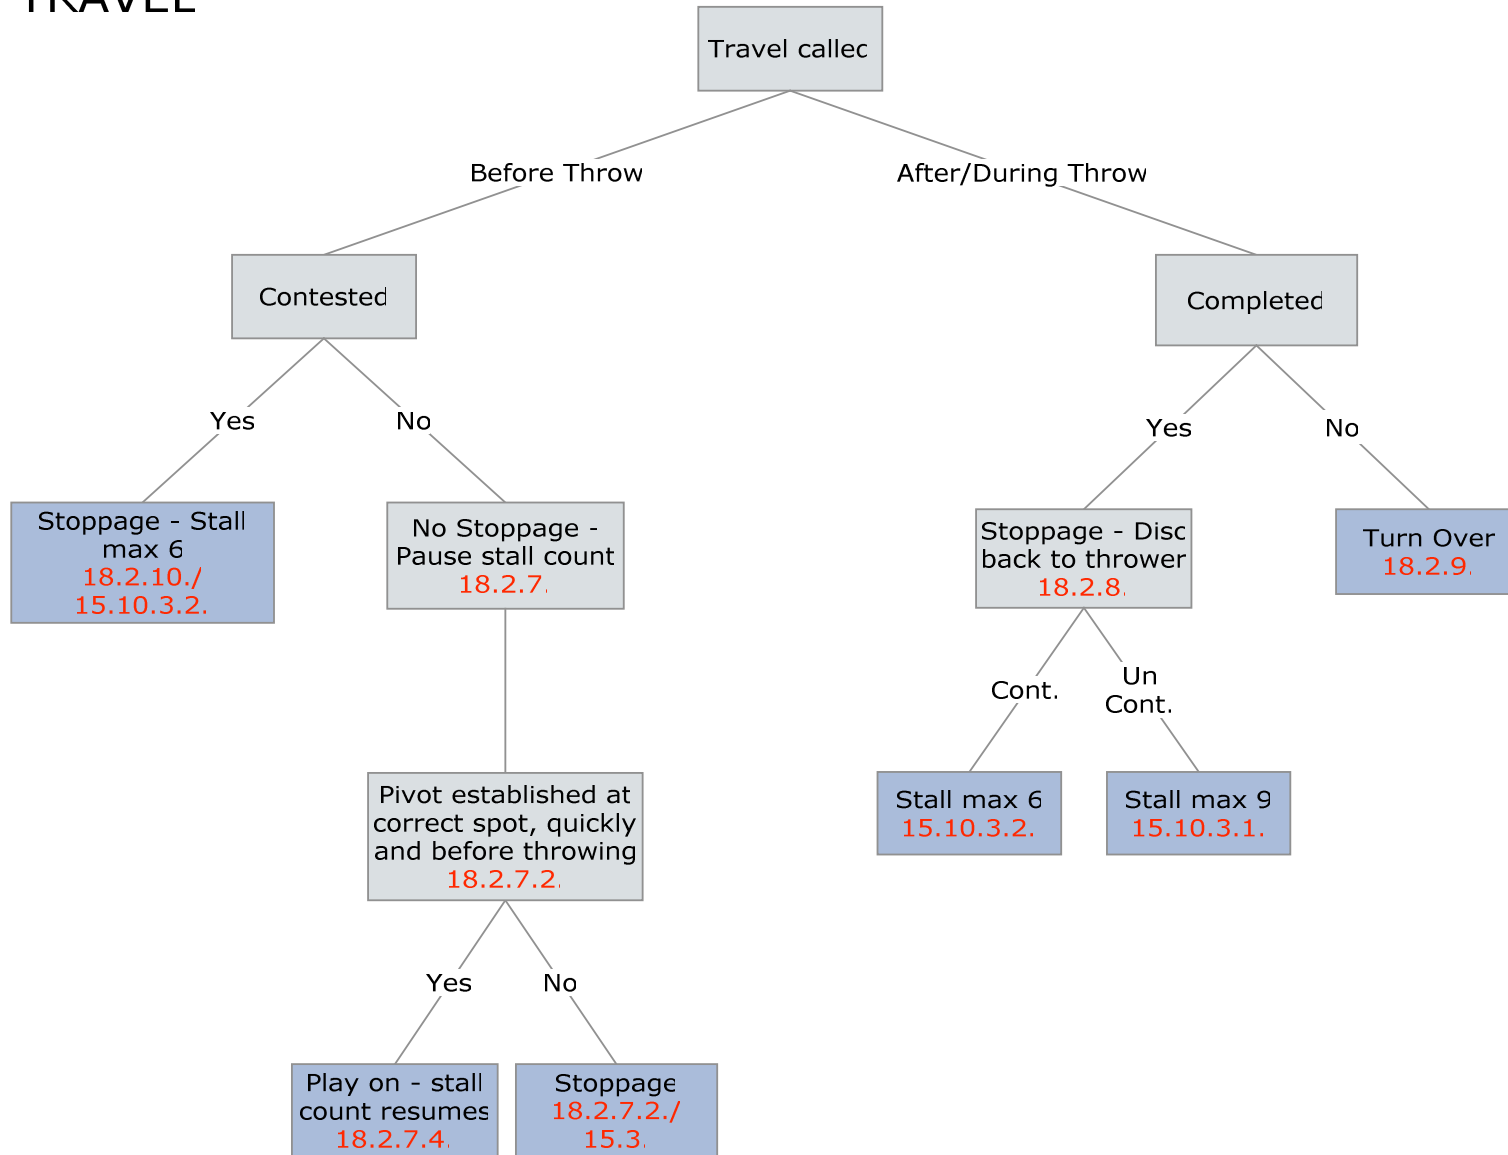 TRAVEL
Travel called
Before Throw
After/During Throw
Contested
Completed
Yes
No
Yes
No
Stoppage - Stall
max 6
18.2.10./
15.10.3.2.
No Stoppage -
Pause stall count
18.2.7.
Stoppage - Disc
back to thrower
18.2.8.
Turn Over
18.2.9.
Cont.
Un
Cont.
Pivot established at
correct spot, quickly
and before throwing
18.2.7.2.
Stall max 6
15.10.3.2.
Stall max 9
15.10.3.1.
Yes
No
Play on - stall
count resumes
18.2.7.4.
Stoppage
18.2.7.2./
15.3.